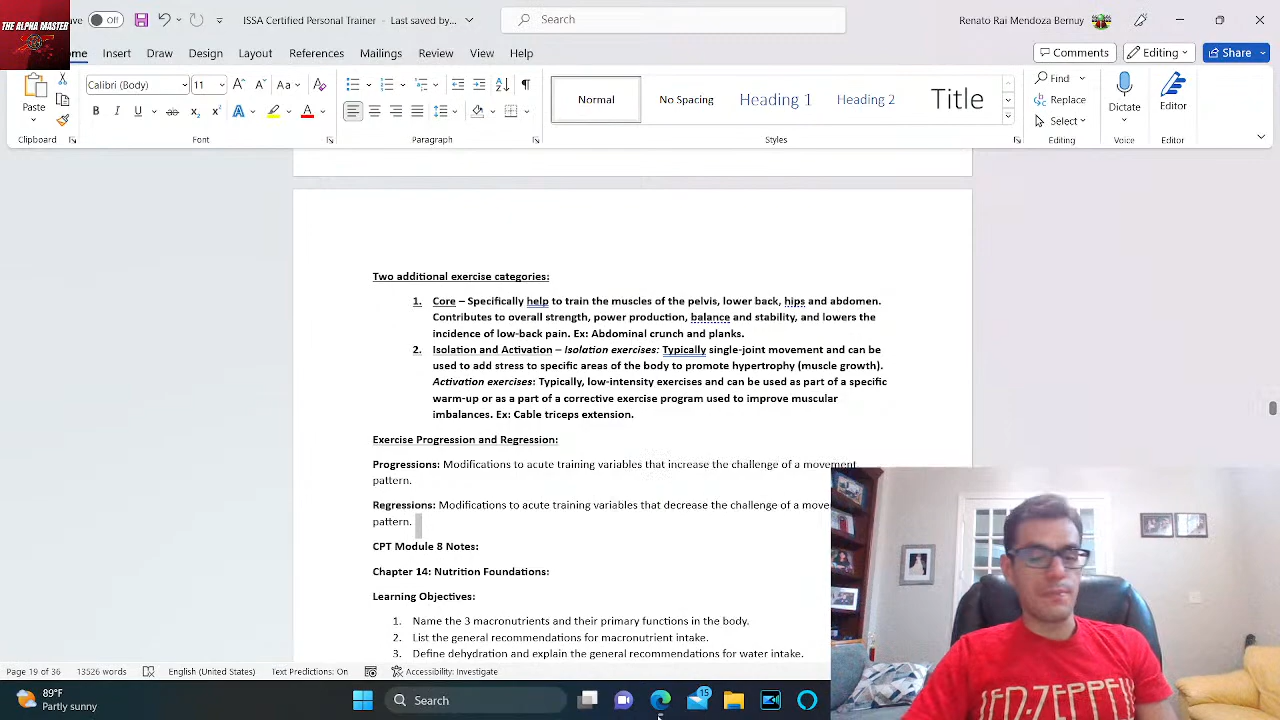 THE ALPHA MASTER
ve Off ISSA Certified Personal Trainer - Last saved by... Search Renato Rai Mendoza Bernuy
me Insert Draw Design Layout References Mailings Review View Help Comments Editing Share
Calibri (Body) 11 A A Aa A Normal No Spacing Heading 1 Heading 2 Title Find
Paste B I U ab x₂ x² A A Replace Dictate Editor
Select
Clipboard Font Paragraph Styles Editing Voice Editor
Two additional exercise categories:
1. Core – Specifically help to train the muscles of the pelvis, lower back, hips and abdomen.
Contributes to overall strength, power production, balance and stability, and lowers the
incidence of low-back pain. Ex: Abdominal crunch and planks.
2. Isolation and Activation – Isolation exercises: Typically single-joint movement and can be
used to add stress to specific areas of the body to promote hypertrophy (muscle growth).
Activation exercises: Typically, low-intensity exercises and can be used as part of a specific
warm-up or as a part of a corrective exercise program used to improve muscular
imbalances. Ex: Cable triceps extension.
Exercise Progression and Regression:
Progressions: Modifications to acute training variables that increase the challenge of a movement
pattern.
Regressions: Modifications to acute training variables that decrease the challenge of a move
pattern.
CPT Module 8 Notes:
Chapter 14: Nutrition Foundations:
Learning Objectives:
1. Name the 3 macronutrients and their primary functions in the body.
2. List the general recommendations for macronutrient intake.
3. Define dehydration and explain the general recommendations for water intake.
Page 19 of 36 13526 words English (United States) Text Predictions: On Accessibility: Investigate
89°F
Partly sunny
Search
15
LED-ZEPPEL